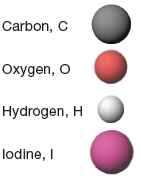 Carbon, C
Oxygen, O
Hydrogen, H
Iodine, I